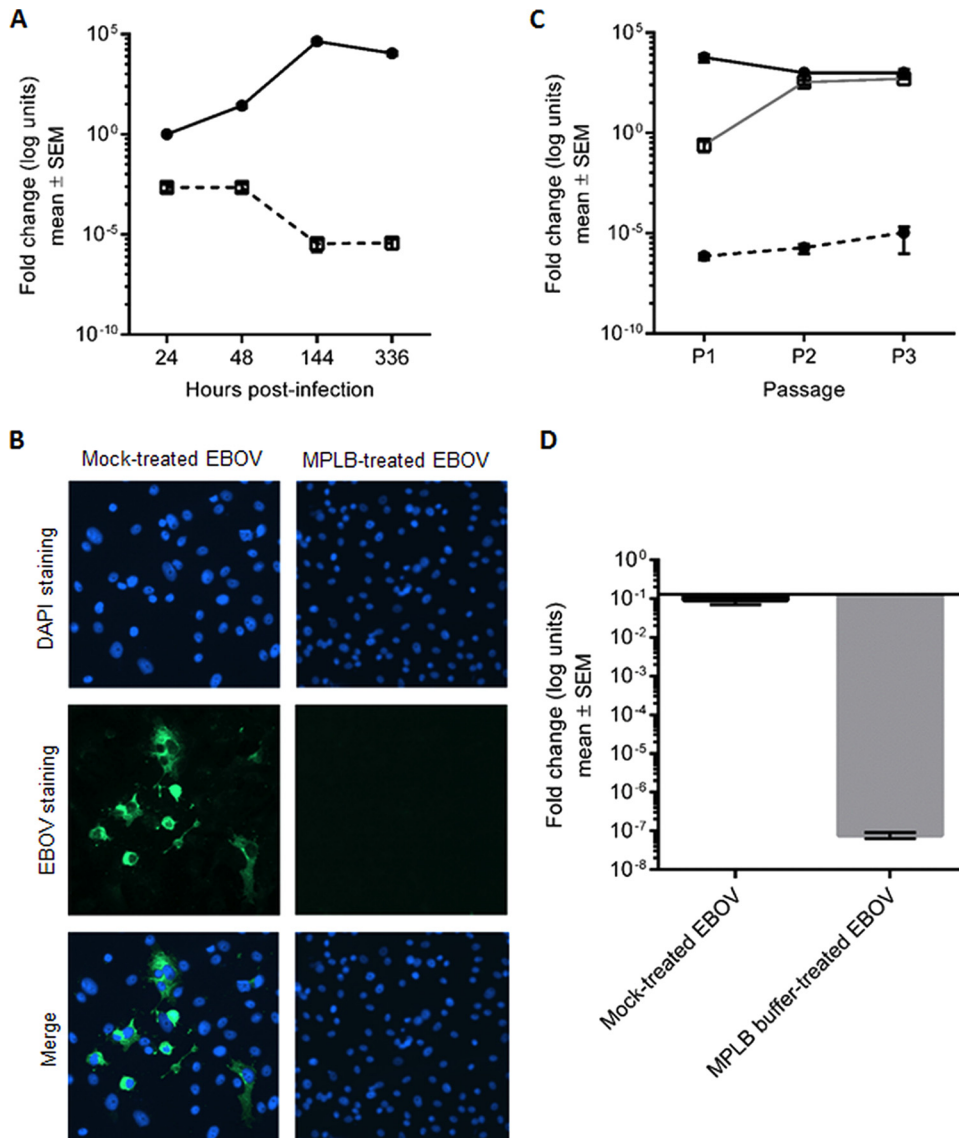 A
Fold change (log units)
mean ± SEM
10^5
10^0
10^-5
10^-10
24 48 144 336
Hours post-infection
C
Fold change (log units)
mean ± SEM
10^5
10^0
10^-5
10^-10
P1 P2 P3
Passage
B
Mock-treated EBOV MPLB-treated EBOV
DAPI staining
EBOV staining
Merge
D
Fold change (log units)
mean ± SEM
10^0
10^-1
10^-2
10^-3
10^-4
10^-5
10^-6
10^-7
10^-8
Mock-treated EBOV
MPLB buffer-treated EBOV